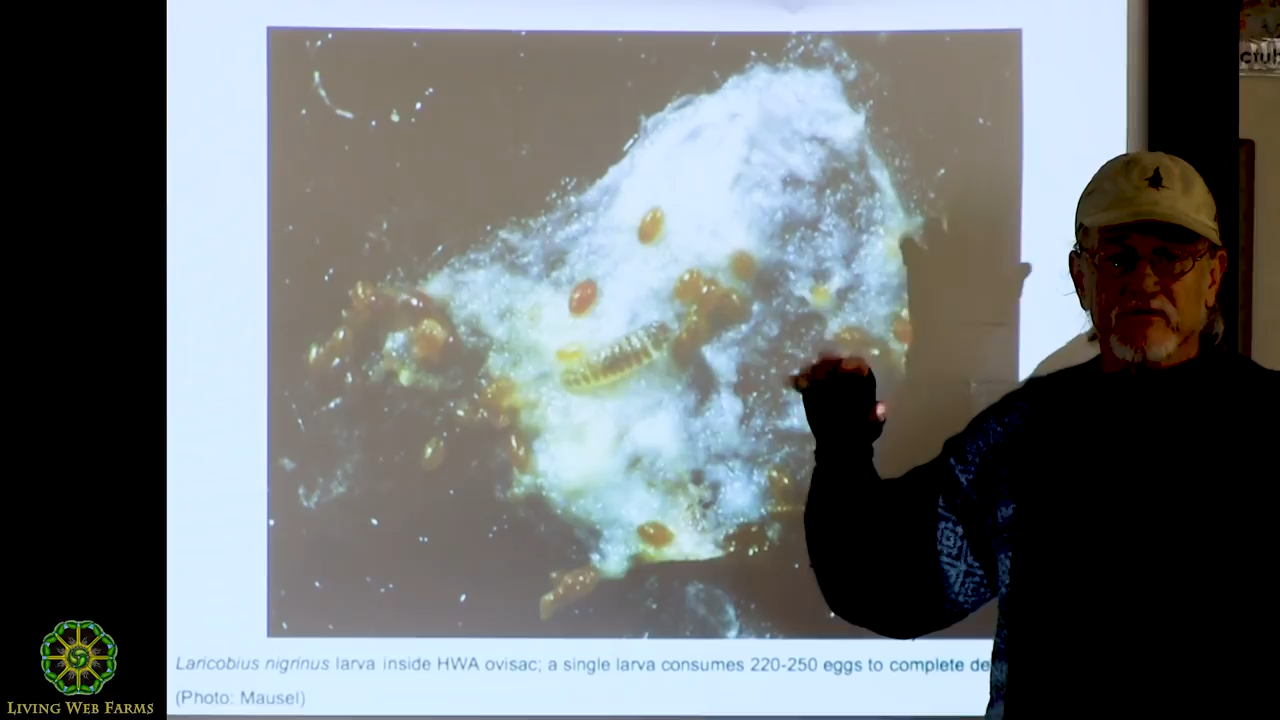 Laricobius nigrinus larva inside HWA ovisac; a single larva consumes 220-250 eggs to complete
(Photo: Mausel)
LIVING WEB FARMS